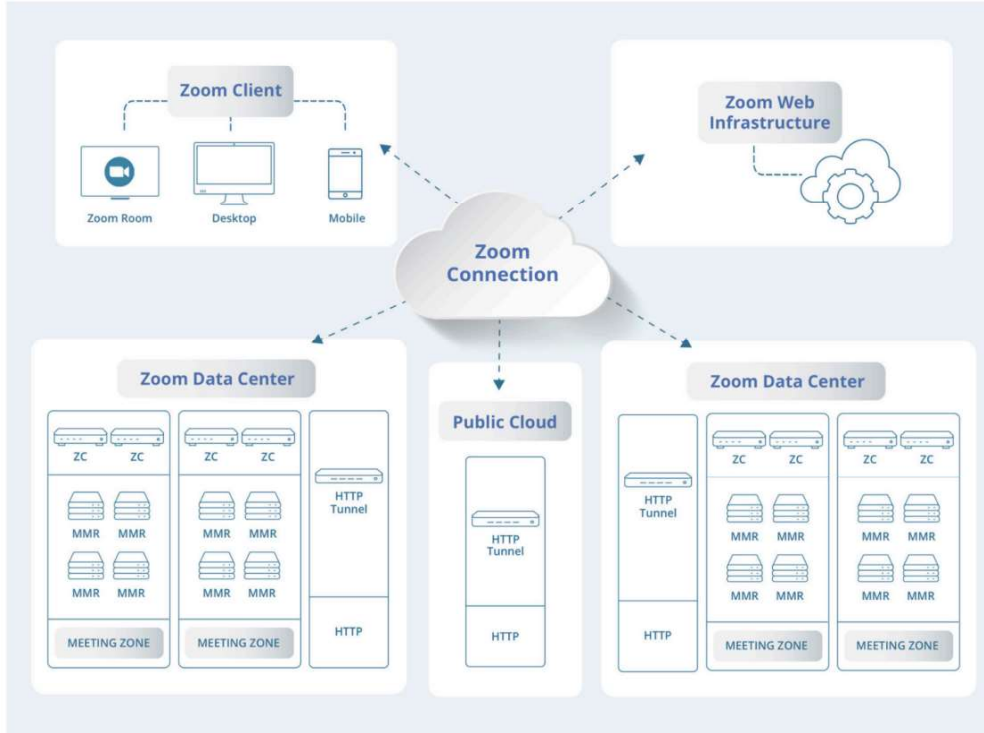 Zoom Client
Zoom Room
Desktop
Mobile
Zoom Web
Infrastructure
Zoom
Connection
Zoom Data Center
ZC ZC
MMR MMR
MMR MMR
MEETING ZONE
ZC ZC
MMR MMR
MMR MMR
MEETING ZONE
HTTP
Tunnel
HTTP
Public Cloud
HTTP
Tunnel
HTTP
Zoom Data Center
HTTP
Tunnel
HTTP
ZC ZC
MMR MMR
MMR MMR
MEETING ZONE
ZC ZC
MMR MMR
MMR MMR
MEETING ZONE